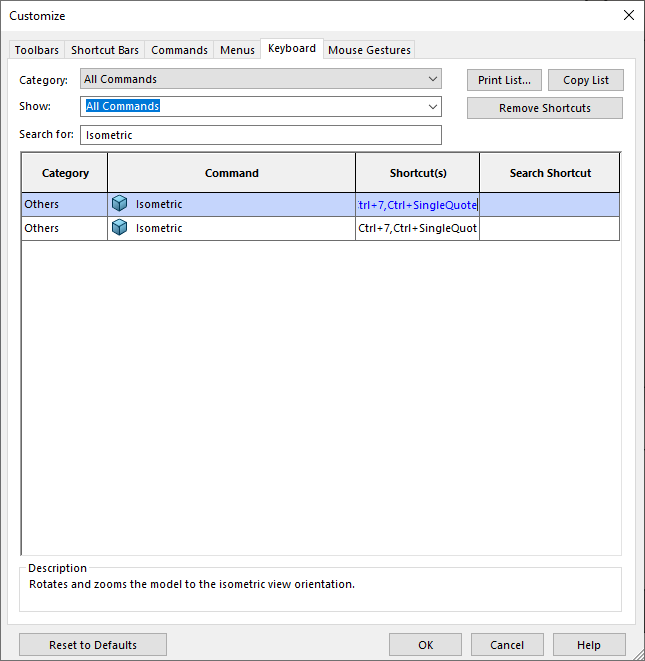 Customize
Toolbars Shortcut Bars Commands Menus Keyboard Mouse Gestures
Category: All Commands Print List... Copy List
Show: All Commands Remove Shortcuts
Search for: Isometric
Category Command Shortcut(s) Search Shortcut
Others Isometric trl+7,Ctrl+SingleQuote
Others Isometric Ctrl+7,Ctrl+SingleQuot
Description
Rotates and zooms the model to the isometric view orientation.
Reset to Defaults OK Cancel Help